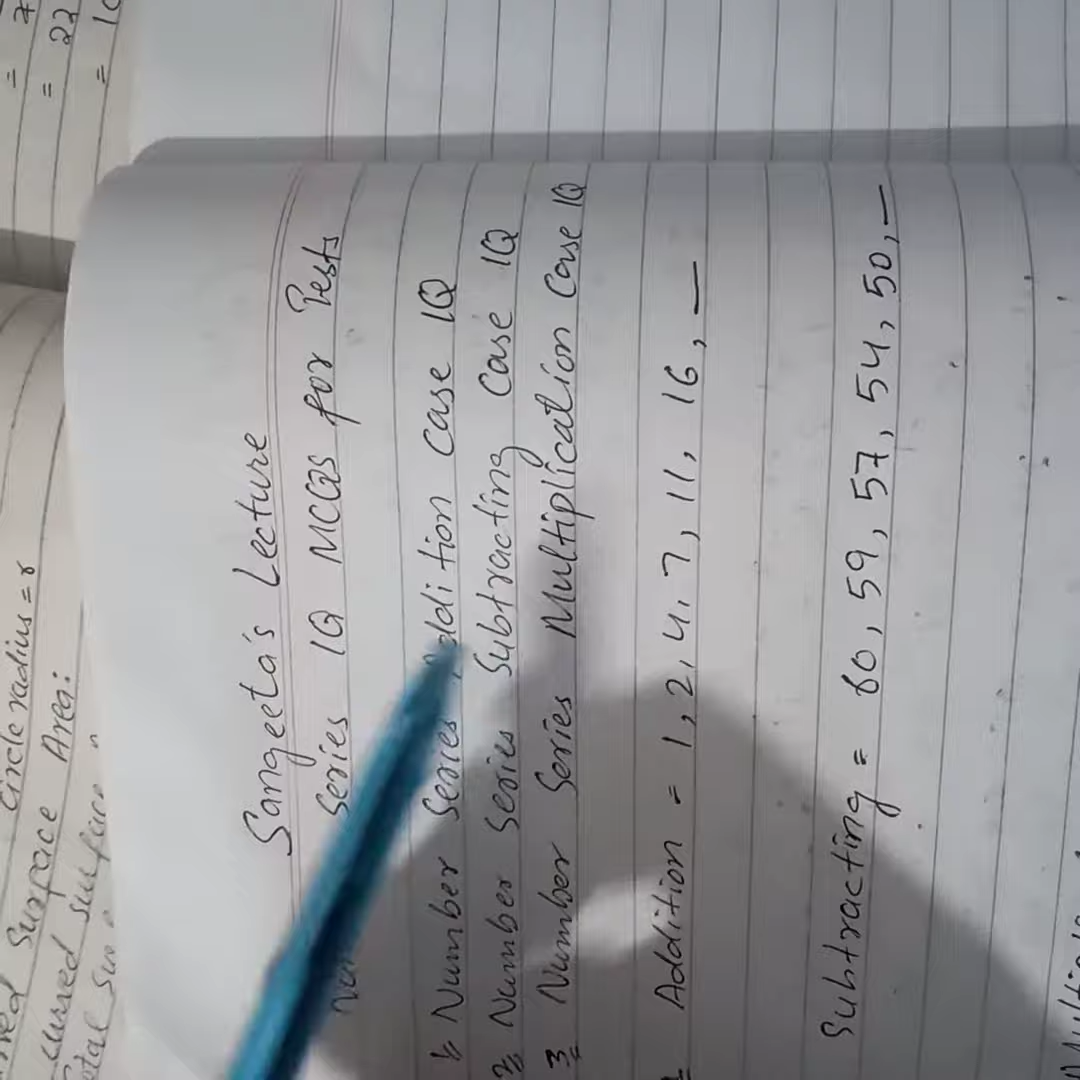 Sangeeta's Lecture
Series IQ MCQS for Tests
1 Number Series Addition Case IQ
2 Number Series Subtracting Case IQ
3 Number Series Multiplication Case IQ
Addition = 1, 2, 4, 7, 11, 16, —
Subtracting = 60, 59, 57, 54, 50, —
circle radius = r
Surface Area:
curved surface
= 22